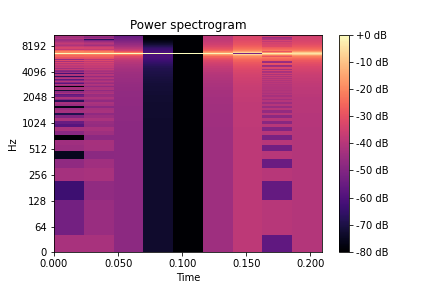 Power spectrogram
8192
4096
2048
1024
512
256
128
64
0
Hz
0.000 0.050 0.100 0.150 0.200
Time
+0 dB
-10 dB
-20 dB
-30 dB
-40 dB
-50 dB
-60 dB
-70 dB
-80 dB